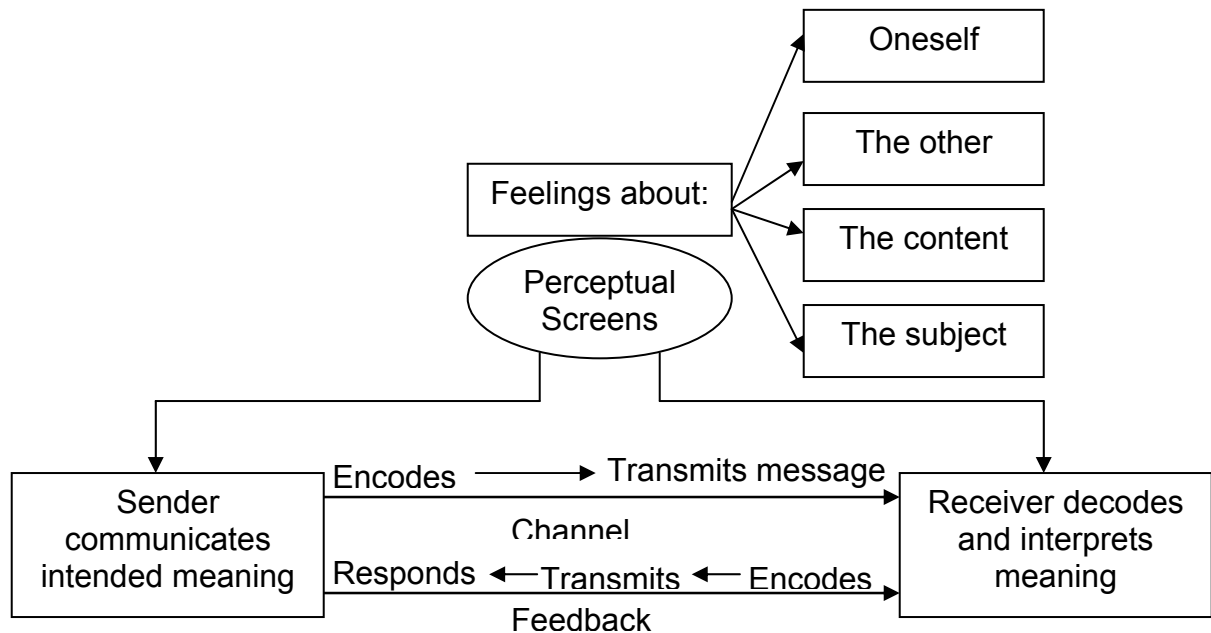 Oneself
The other
Feelings about:
The content
Perceptual
Screens
The subject
Encodes
Transmits message
Sender
communicates
intended meaning
Channel
Receiver decodes
and interprets
meaning
Responds
Transmits
Encodes
Feedback